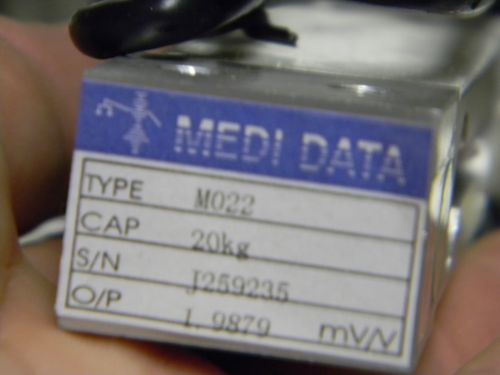 MEDI DATA
TYPE M022
CAP 20kg
S/N J259235
O/P 1.9879 mV/V